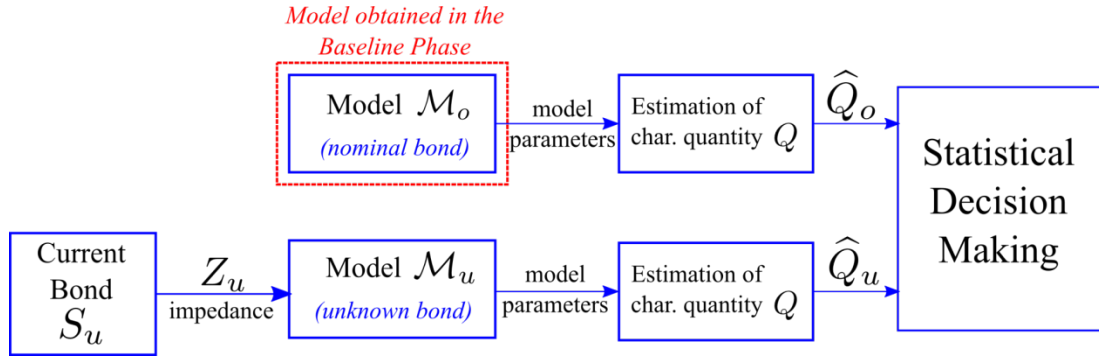 Model obtained in the
Baseline Phase
Model ℳₒ
(nominal bond)
model
parameters
Estimation of
char. quantity Q
Q̂ₒ
Statistical
Decision
Making
Current
Bond
Sᵤ
Zᵤ
impedance
Model ℳᵤ
(unknown bond)
model
parameters
Estimation of
char. quantity Q
Q̂ᵤ